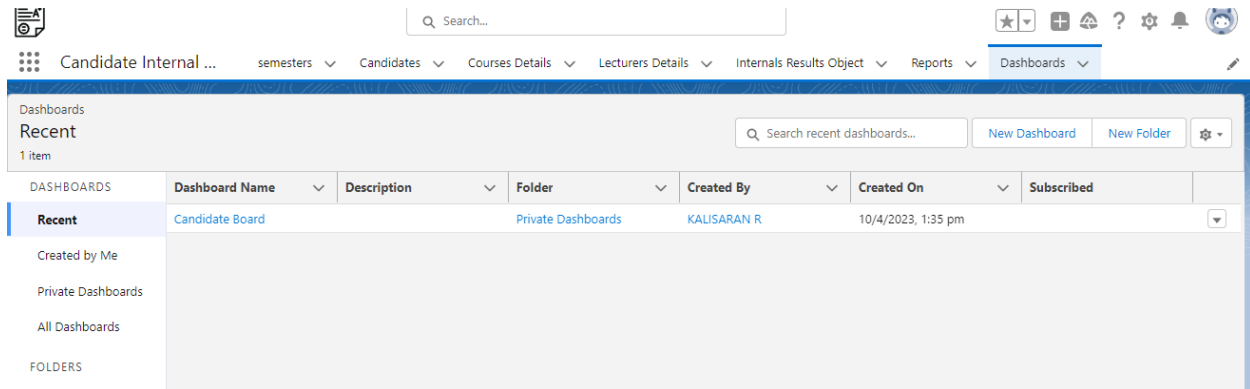 Search...
Candidate Internal ... semesters Candidates Courses Details Lecturers Details Internals Results Object Reports Dashboards
Dashboards
Recent
1 item
Search recent dashboards... New Dashboard New Folder
DASHBOARDS Dashboard Name Description Folder Created By Created On Subscribed
Recent Candidate Board Private Dashboards KALISARAN R 10/4/2023, 1:35 pm
Created by Me
Private Dashboards
All Dashboards
FOLDERS